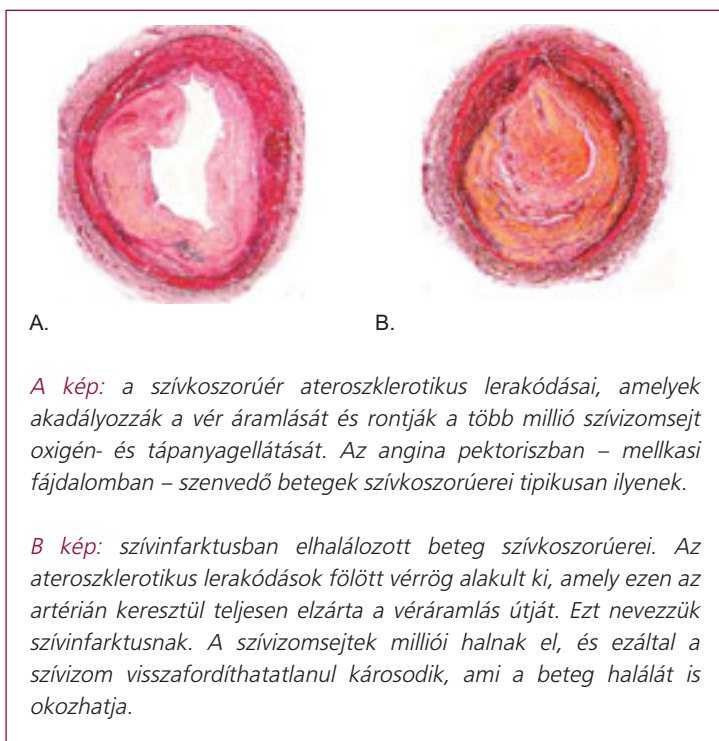 A.
B.
A kép: a szívkoszorúér ateroszklerotikus lerakódásai, amelyek
akadályozzák a vér áramlását és rontják a több millió szívizomsejt
oxigén- és tápanyagellátását. Az angina pektoriszban – mellkasi
fájdalomban – szenvedő betegek szívkoszorúerei tipikusan ilyenek.
B kép: szívinfarktusban elhalálozott beteg szívkoszorúerei. Az
ateroszklerotikus lerakódások fölött vérrög alakult ki, amely ezen az
artérián keresztül teljesen elzárta a véráramlás útját. Ezt nevezzük
szívinfarktusnak. A szívizomsejtek milliói halnak el, és ezáltal a
szívizom visszafordíthatatlanul károsodik, ami a beteg halálát is
okozhatja.